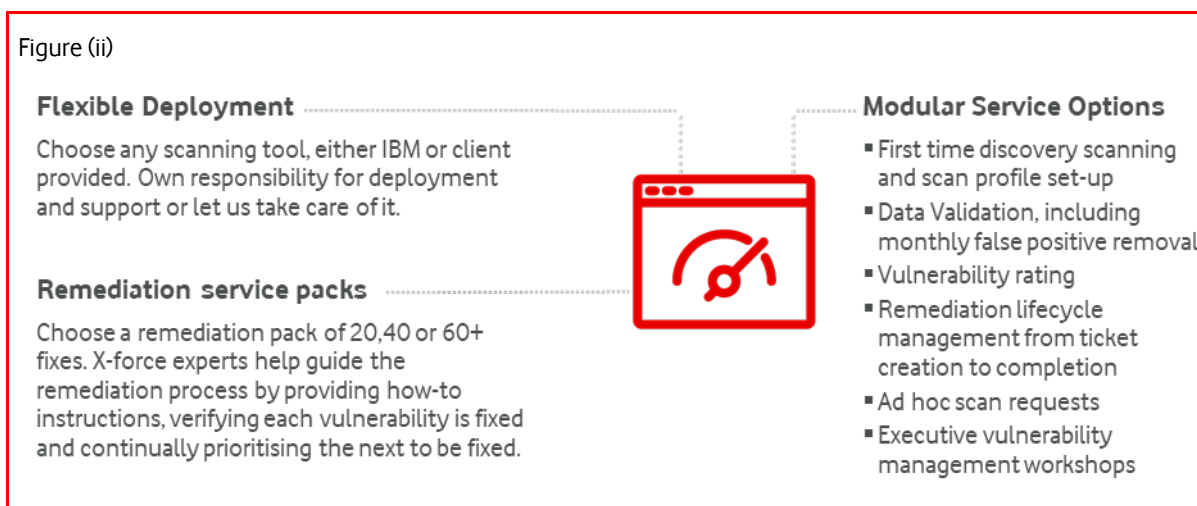 Figure (ii)
Flexible Deployment
Choose any scanning tool, either IBM or client
provided. Own responsibility for deployment
and support or let us take care of it.
Remediation service packs
Choose a remediation pack of 20,40 or 60+
fixes. X-force experts help guide the
remediation process by providing how-to
instructions, verifying each vulnerability is fixed
and continually prioritising the next to be fixed.
Modular Service Options
▪ First time discovery scanning
and scan profile set-up
▪ Data Validation, including
monthly false positive removal
▪ Vulnerability rating
▪ Remediation lifecycle
management from ticket
creation to completion
▪ Ad hoc scan requests
▪ Executive vulnerability
management workshops